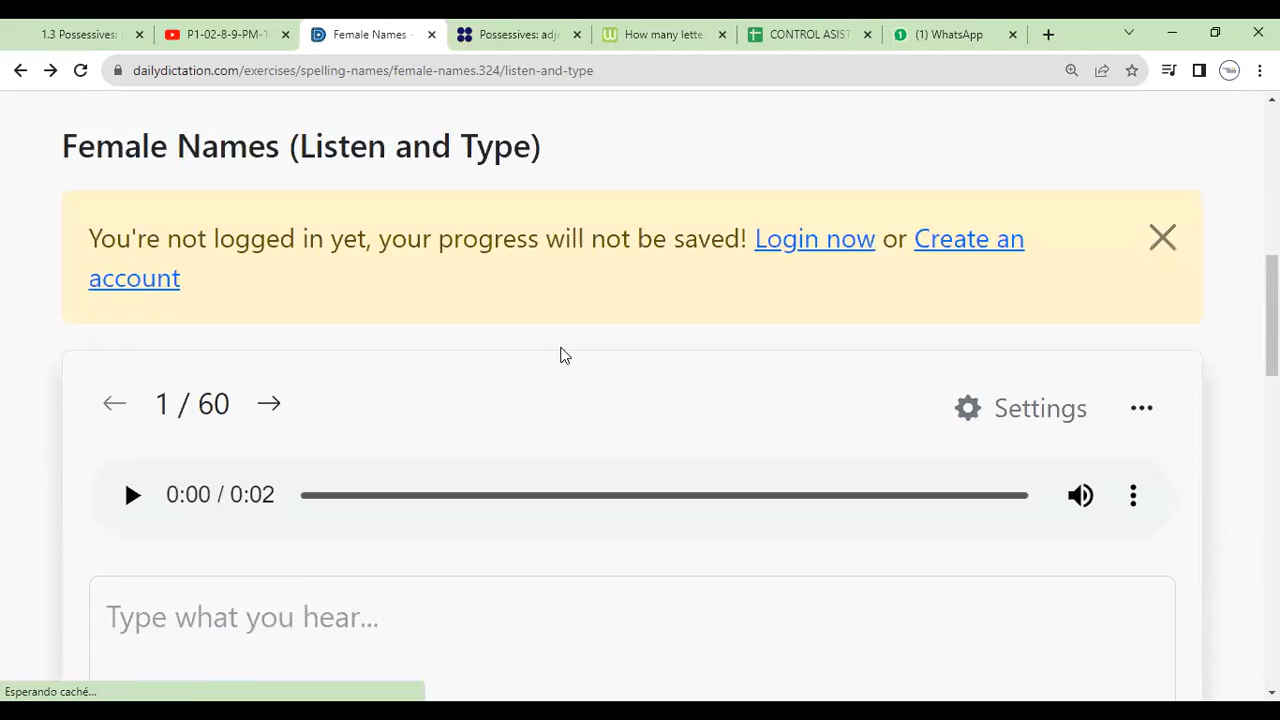 1.3 Possessives:
P1-02-8-9-PM-1
Female Names -
Possessives: adj
How many lette
CONTROL ASIST
(1) WhatsApp
dailydictation.com/exercises/spelling-names/female-names.324/listen-and-type
Female Names (Listen and Type)
You're not logged in yet, your progress will not be saved! Login now or Create an
account
1 / 60
Settings
0:00 / 0:02
Type what you hear...
Esperando caché...